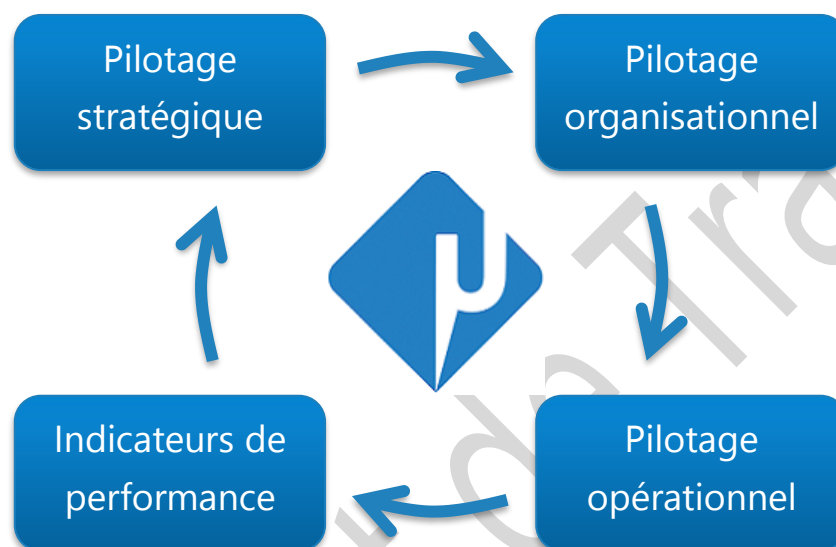 Pilotage
stratégique
Pilotage
organisationnel
Indicateurs de
performance
Pilotage
opérationnel